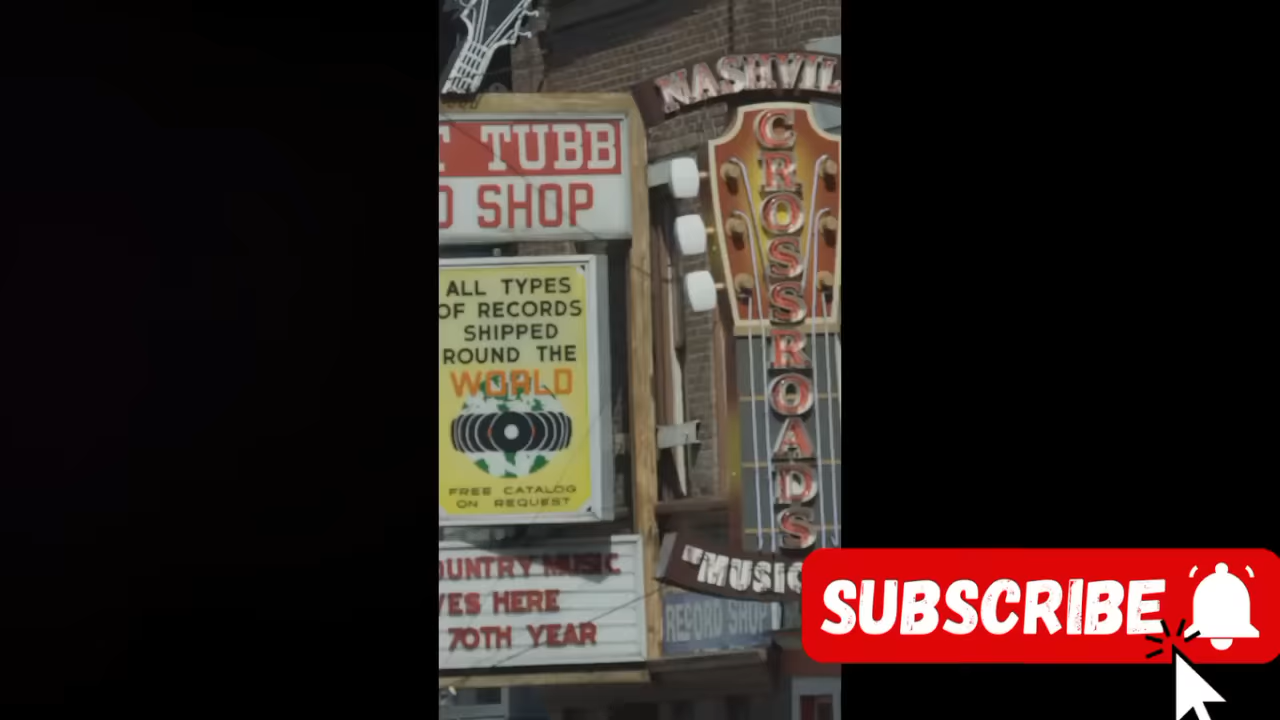 T TUBB
SHOP
ALL TYPES
OF RECORDS
SHIPPED
ROUND THE
WORLD
FREE CATALOG
ON REQUEST
OUNTRY MUSIC
VES HERE
70TH YEAR
NASHVIL
CROSSROADS
"MUSIC
RECORD SHOP
SUBSCRIBE